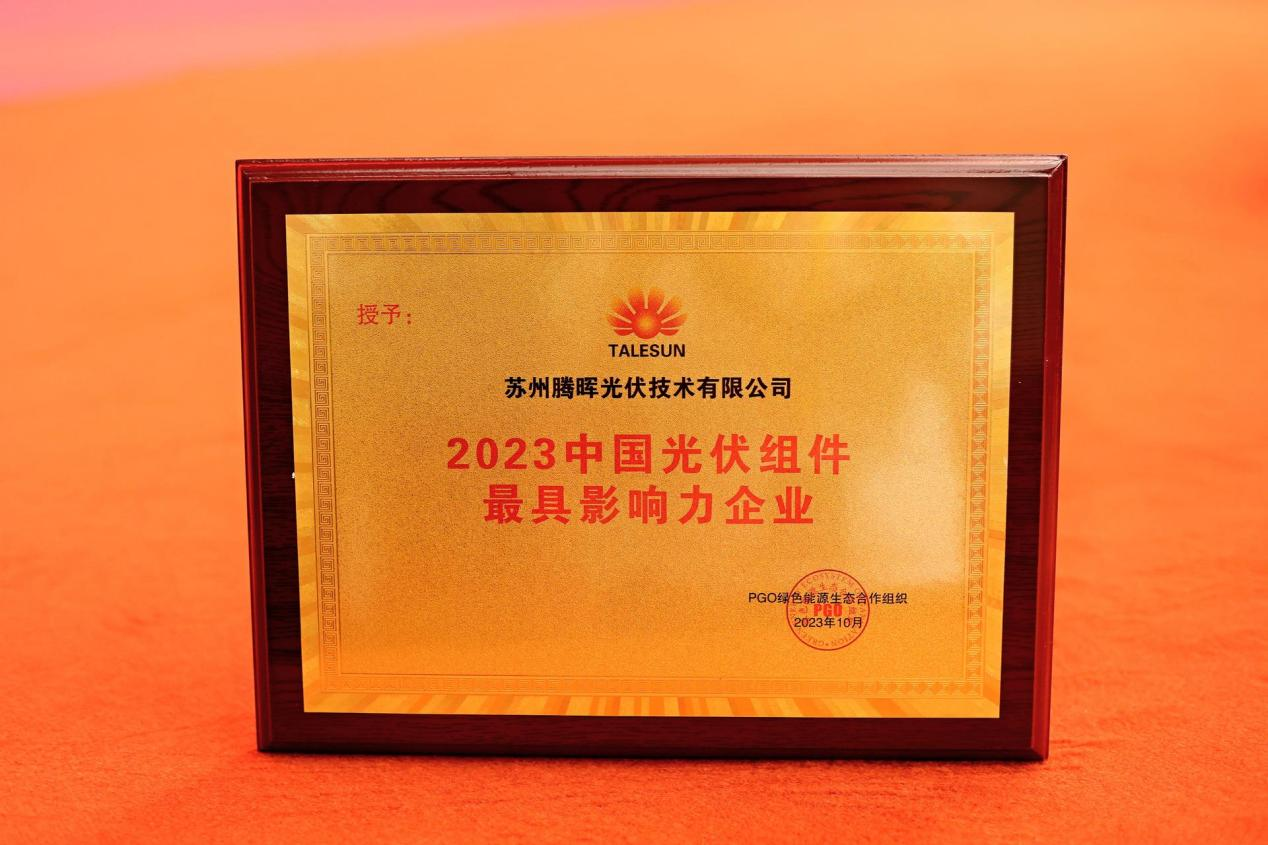 授予：
TALESUN
苏州腾晖光伏技术有限公司
2023中国光伏组件
最具影响力企业
PGO绿色能源生态合作组织
PGO
2023年10月